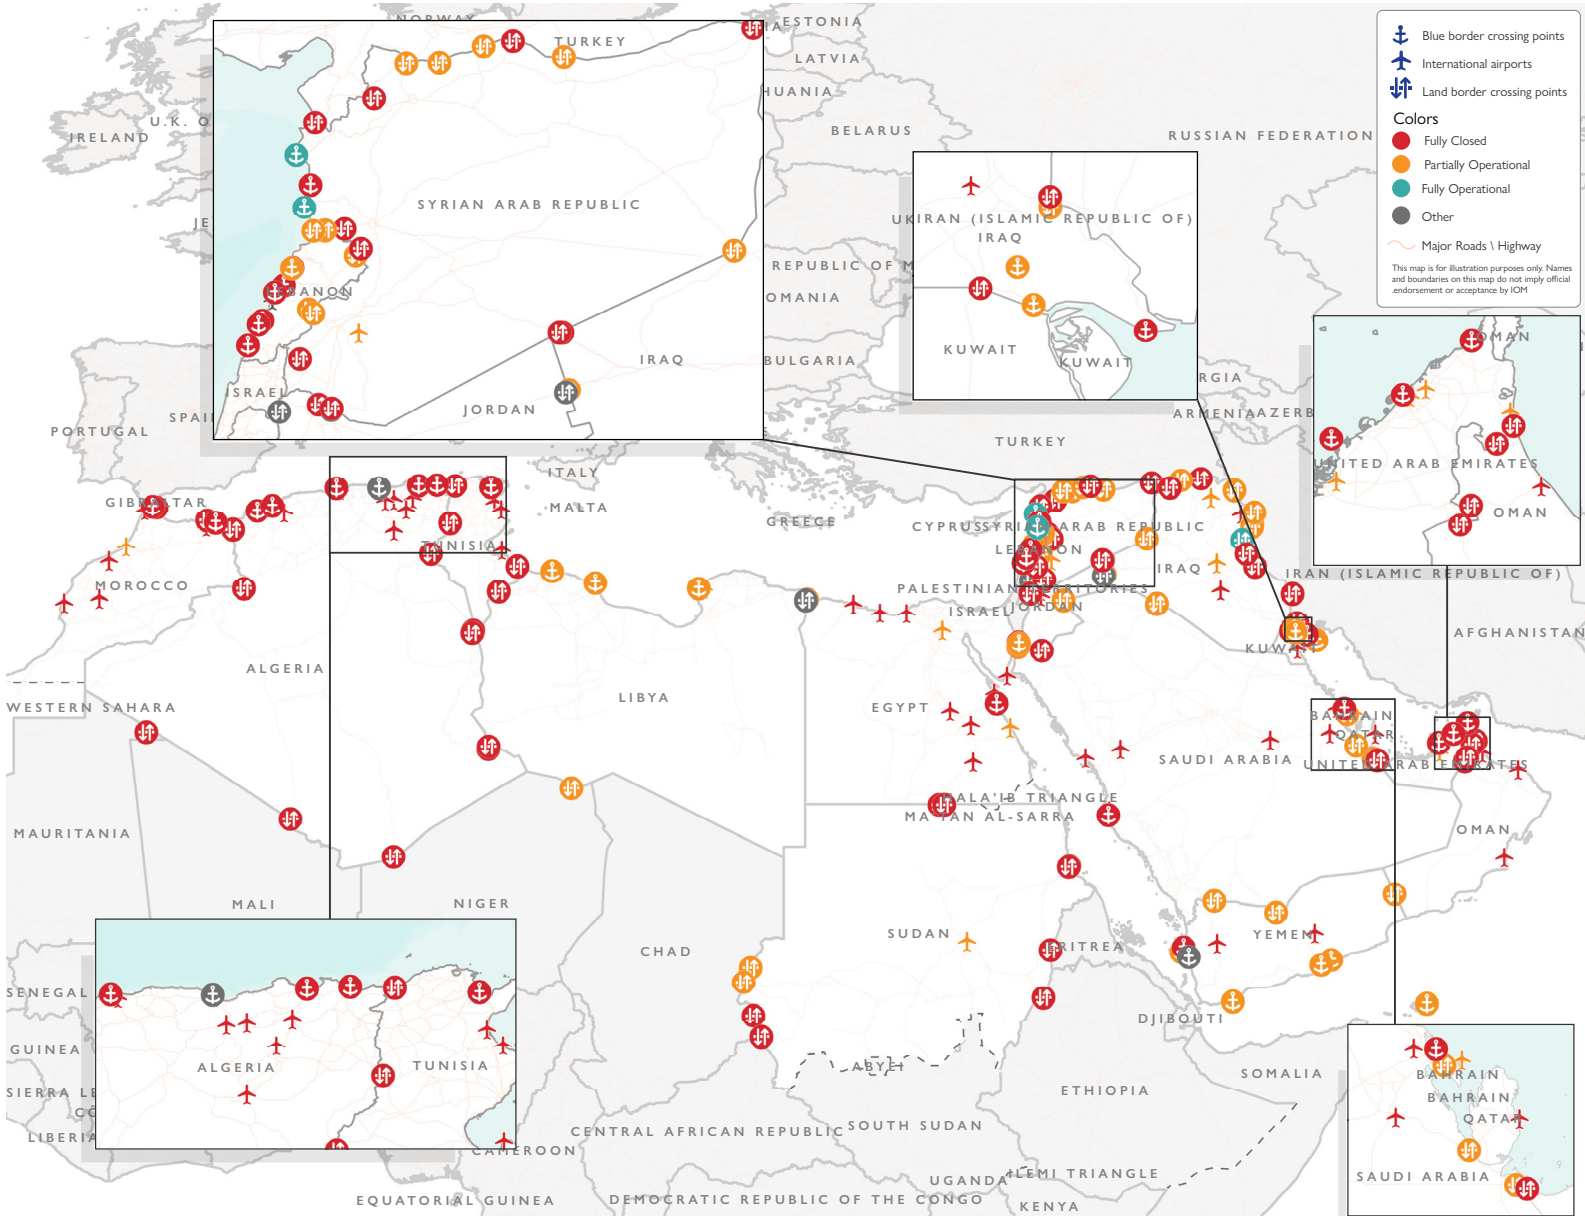 NORWAY
ESTONIA
TURKEY
LATVIA
HUANIA
U.K. O
IRELAND
BELARUS
RUSSIAN FEDERATION
Blue border crossing points
International airports
Land border crossing points
Colors
Fully Closed
Partially Operational
Fully Operational
Other
Major Roads \ Highway
This map is for illustration purposes only. Names
and boundaries on this map do not imply official
.endorsement or acceptance by IOM
SYRIAN ARAB REPUBLIC
JE
UKIRAN (ISLAMIC REPUBLIC OF)
IRAQ
REPUBLIC OF M
OMANIA
LEBANON
KUWAIT
KUWAIT
IRAQ
BULGARIA
OMAN
RGIA
ISRAEL
JORDAN
SPAI
PORTUGAL
ARMENIA
AZERB
TURKEY
UNITED ARAB EMIRATES
OMAN
ITALY
MALTA
GREECE
GIBRALTAR
CYPRUS
SYRIAN ARAB REPUBLIC
TUNISIA
LEBANON
IRAQ
IRAN (ISLAMIC REPUBLIC OF)
MOROCCO
PALESTINIAN TERRITORIES
ISRAEL
JORDAN
AFGHANISTAN
KUWAIT
ALGERIA
LIBYA
EGYPT
WESTERN SAHARA
BAHRAIN
QATAR
SAUDI ARABIA
UNITED ARAB EMIRATES
HALA'IB TRIANGLE
MA'TAN AL-SARRA
MAURITANIA
OMAN
MALI
NIGER
CHAD
SUDAN
ERITREA
YEMEN
SENEGAL
DJIBOUTI
GUINEA
ALGERIA
TUNISIA
ABYEI
SOMALIA
ETHIOPIA
BAHRAIN
BAHRAIN
QATAR
SIERRA LE
CÔ
LIBERIA
CENTRAL AFRICAN REPUBLIC
SOUTH SUDAN
CAMEROON
SAUDI ARABIA
UGANDA
ILEMI TRIANGLE
EQUATORIAL GUINEA
DEMOCRATIC REPUBLIC OF THE CONGO
KENYA